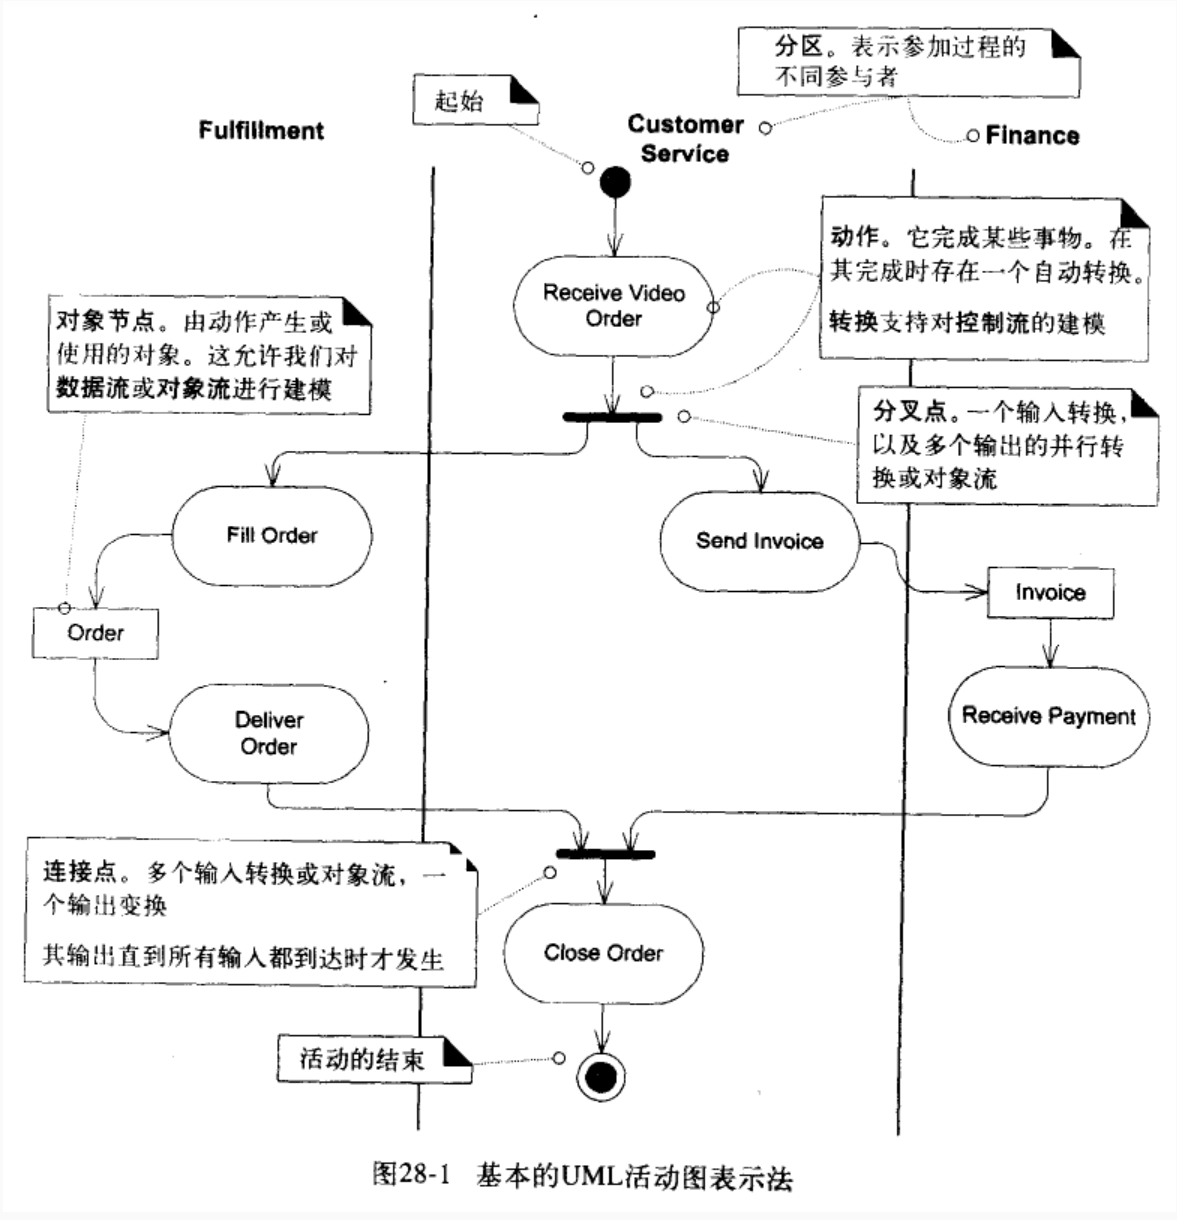 分区。表示参加过程的
不同参与者
起始
Fulfillment
Customer
Service
Finance
动作。它完成某些事物。在
其完成时存在一个自动转换。
转换支持对控制流的建模
Receive Video
Order
对象节点。由动作产生或
使用的对象。这允许我们对
数据流或对象流进行建模
分叉点。一个输入转换，
以及多个输出的并行转
换或对象流
Fill Order
Send Invoice
Invoice
Order
Deliver
Order
Receive Payment
连接点。多个输入转换或对象流，一
个输出变换
其输出直到所有输入都到达时才发生
Close Order
活动的结束
图28-1 基本的UML活动图表示法